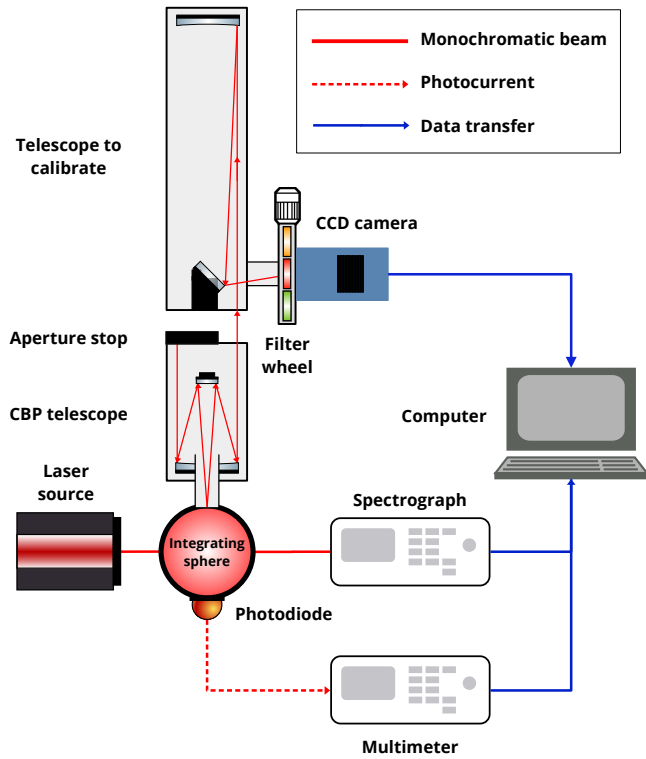 Monochromatic beam
Photocurrent
Data transfer
Telescope to
calibrate
CCD camera
Aperture stop
Filter
wheel
CBP telescope
Computer
Laser
source
Spectrograph
Integrating
sphere
Photodiode
Multimeter